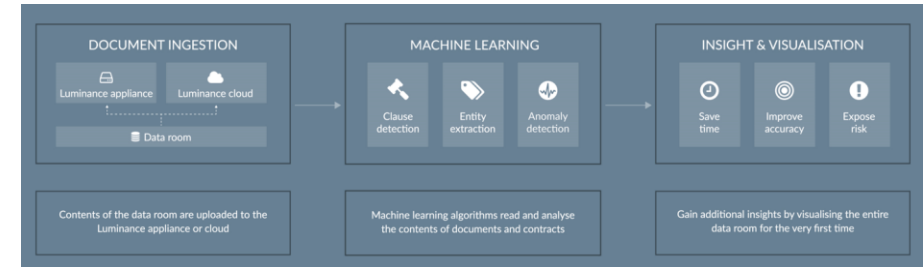 DOCUMENT INGESTION
Luminance appliance
Luminance cloud
Data room
Contents of the data room are uploaded to the
Luminance appliance or cloud
MACHINE LEARNING
Clause
detection
Entity
extraction
Anomaly
detection
Machine learning algorithms read and analyse
the contents of documents and contracts
INSIGHT & VISUALISATION
Save
time
Improve
accuracy
Expose
risk
Gain additional insights by visualising the entire
data room for the very first time